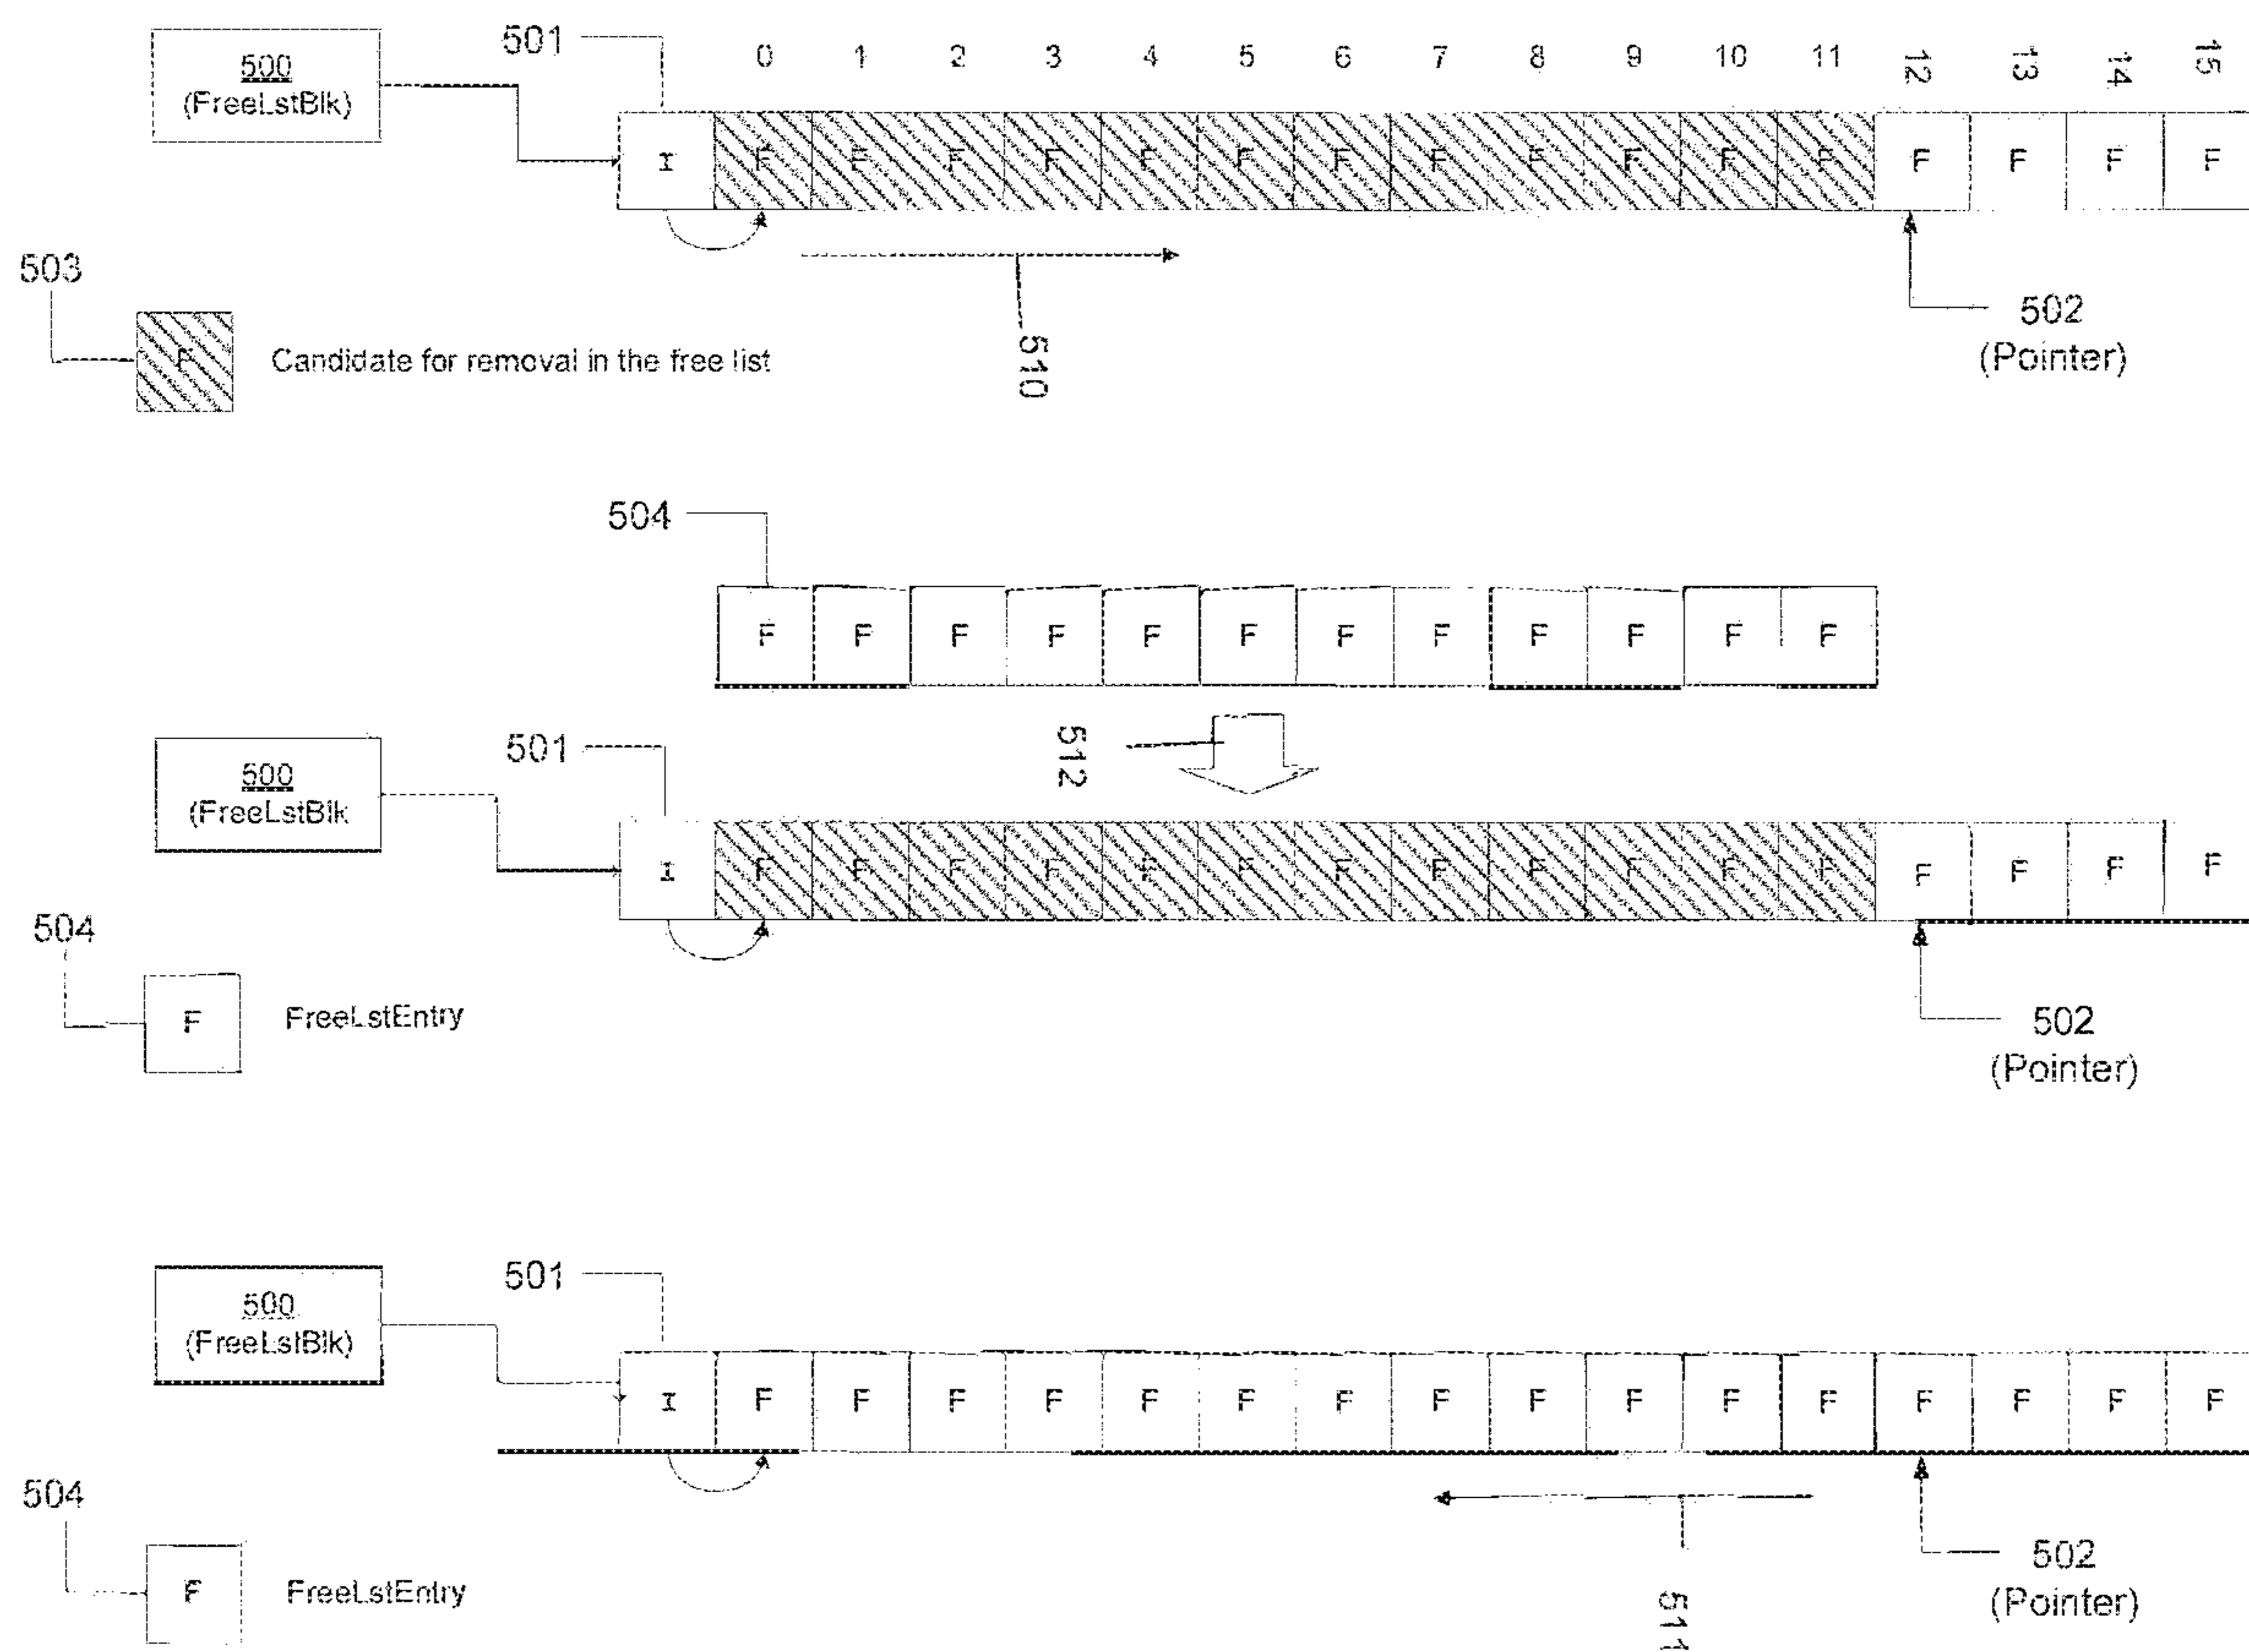 501 0 1 2 3 4 5 6 7 8 9 10 11 12 13 14 15
500
(FreeLstBlk)
I F F F F F F F F F F F F F F F F
503
502
(Pointer)
510
F Candidate for removal in the free list
504
F F F F F F F F F F F F
512
501
500
(FreeLstBlk
I F F F F F F F F F F F F F F F F
504
F FreeLstEntry
502
(Pointer)
501
500
(FreeLstBlk)
I F F F F F F F F F F F F F F F F
504
F FreeLstEntry
502
(Pointer)
511